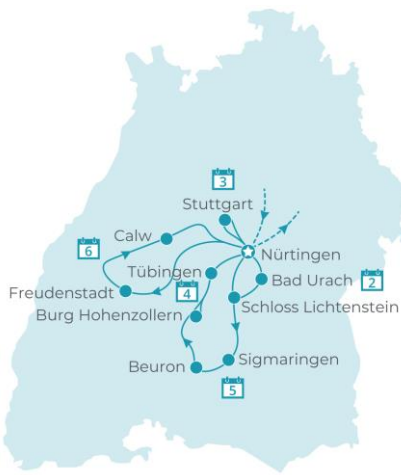 3
Stuttgart
Calw
6
Nürtingen
Tübingen
Bad Urach
2
4
Freudenstadt
Schloss Lichtenstein
Burg Hohenzollern
Beuron
Sigmaringen
5